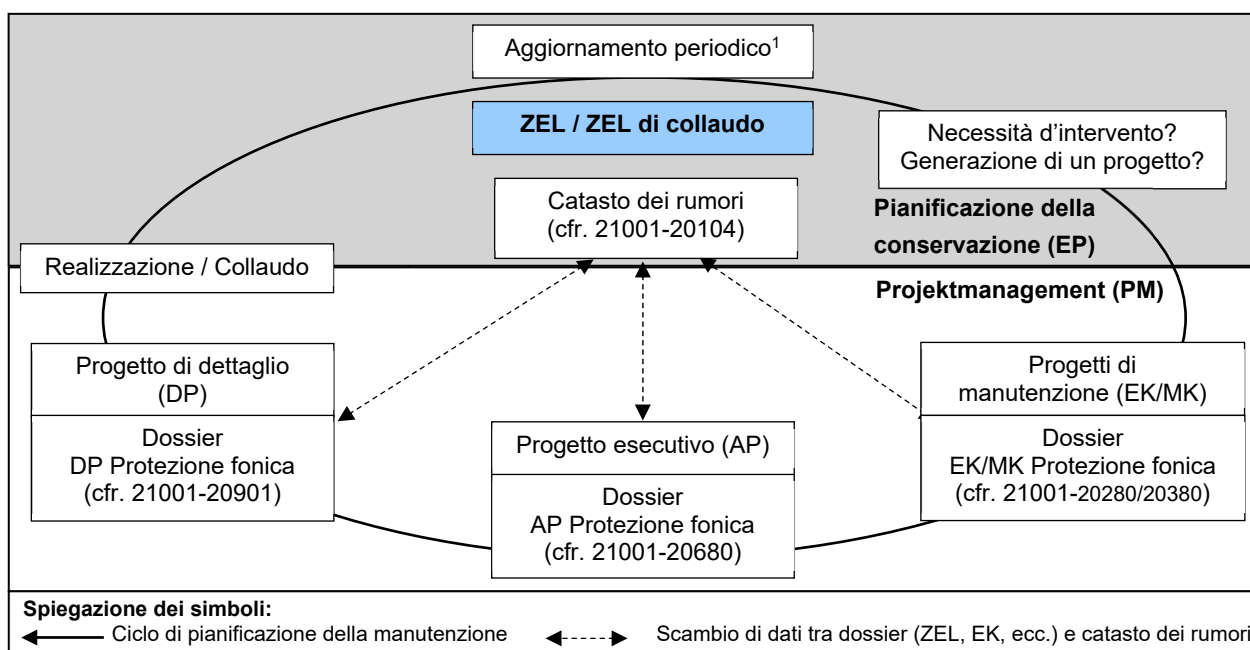 Aggiornamento periodico¹
ZEL / ZEL di collaudo
Necessità d'intervento?
Generazione di un progetto?
Catasto dei rumori
(cfr. 21001-20104)
Pianificazione della
conservazione (EP)
Realizzazione / Collaudo
Projektmanagement (PM)
Progetto di dettaglio
(DP)
Dossier
DP Protezione fonica
(cfr. 21001-20901)
Progetto esecutivo (AP)
Dossier
AP Protezione fonica
(cfr. 21001-20680)
Progetti di
manutenzione (EK/MK)
Dossier
EK/MK Protezione fonica
(cfr. 21001-20280/20380)
Spiegazione dei simboli:
Ciclo di pianificazione della manutenzione
Scambio di dati tra dossier (ZEL, EK, ecc.) e catasto dei rumori